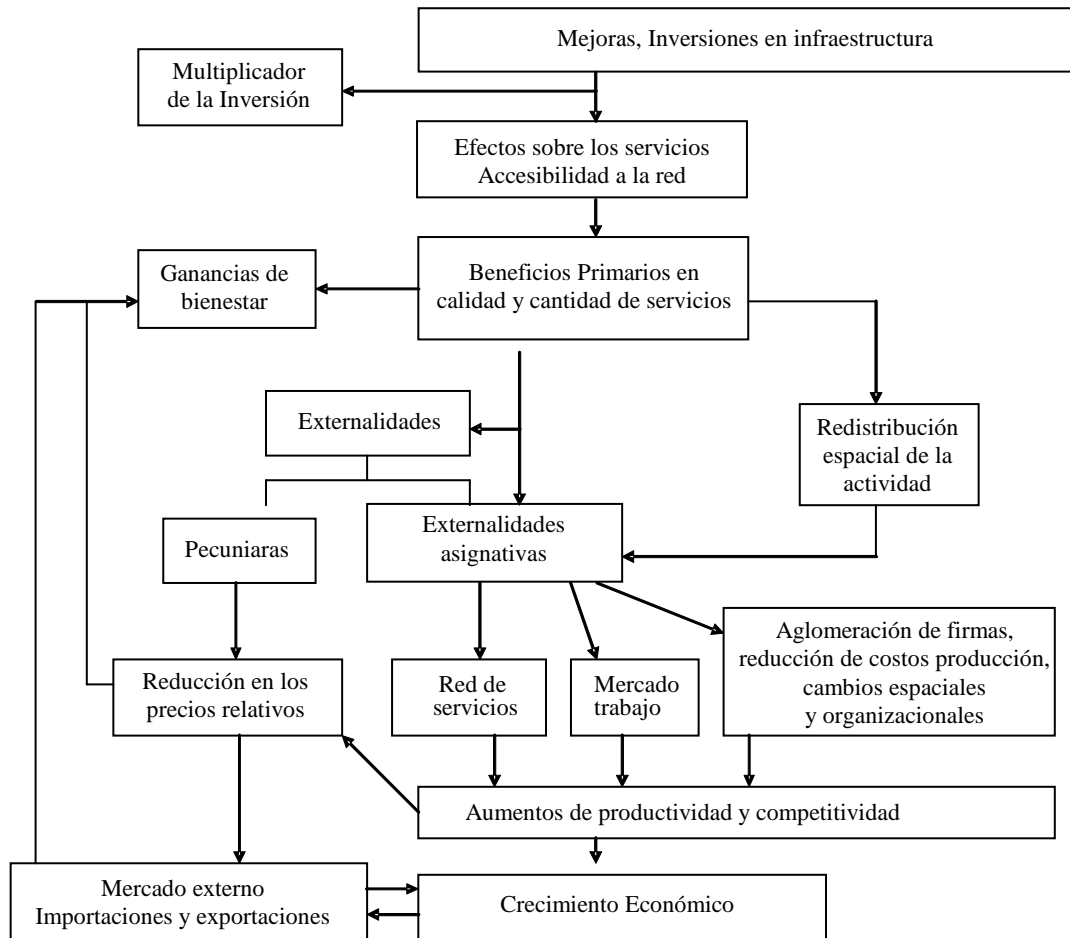 Mejoras, Inversiones en infraestructura
Multiplicador
de la Inversión
Efectos sobre los servicios
Accesibilidad a la red
Ganancias de
bienestar
Beneficios Primarios en
calidad y cantidad de servicios
Externalidades
Redistribución
espacial de la
actividad
Pecuniaras
Externalidades
asignativas
Reducción en los
precios relativos
Red de
servicios
Mercado
trabajo
Aglomeración de firmas,
reducción de costos producción,
cambios espaciales
y organizacionales
Aumentos de productividad y competitividad
Mercado externo
Importaciones y exportaciones
Crecimiento Económico